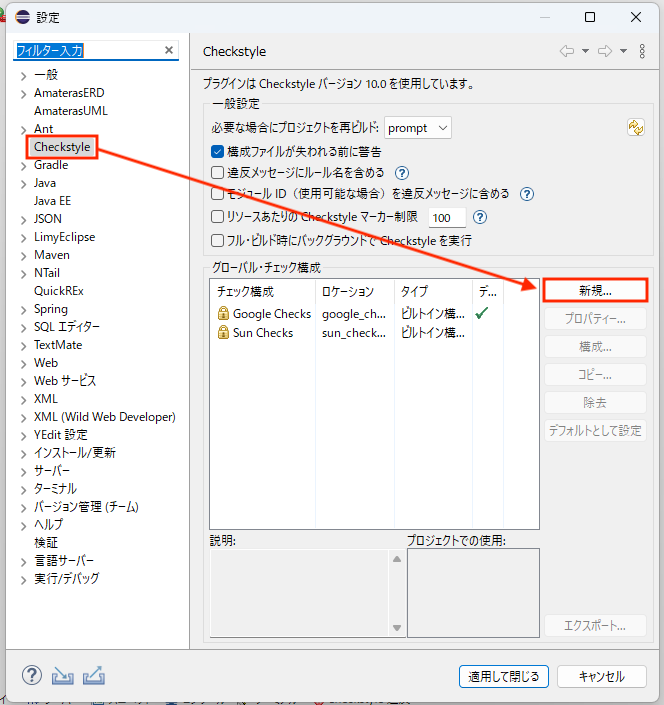 設定
フィルター入力
一般
AmaterasERD
AmaterasUML
Ant
Checkstyle
Gradle
Java
Java EE
JSON
LimyEclipse
Maven
NTail
QuickREx
Spring
SQL エディター
TextMate
Web
Web サービス
XML
XML (Wild Web Developer)
YEdit 設定
インストール/更新
サーバー
ターミナル
バージョン管理 (チーム)
ヘルプ
検証
言語サーバー
実行/デバッグ
Checkstyle
プラグインは Checkstyle バージョン 10.0 を使用しています。
一般設定
必要な場合にプロジェクトを再ビルド: prompt
構成ファイルが失われる前に警告
違反メッセージにルール名を含める
モジュール ID（使用可能な場合）を違反メッセージに含める
リソースあたりの Checkstyle マーカー制限 100
フル・ビルド時にバックグラウンドで Checkstyle を実行
グローバル・チェック構成
チェック構成 ロケーション タイプ デ...
Google Checks google_ch... ビルトイン構...
Sun Checks sun_check... ビルトイン構...
新規...
プロパティー...
構成...
コピー...
除去
デフォルトとして設定
説明:
プロジェクトでの使用:
エクスポート...
適用して閉じる
キャンセル